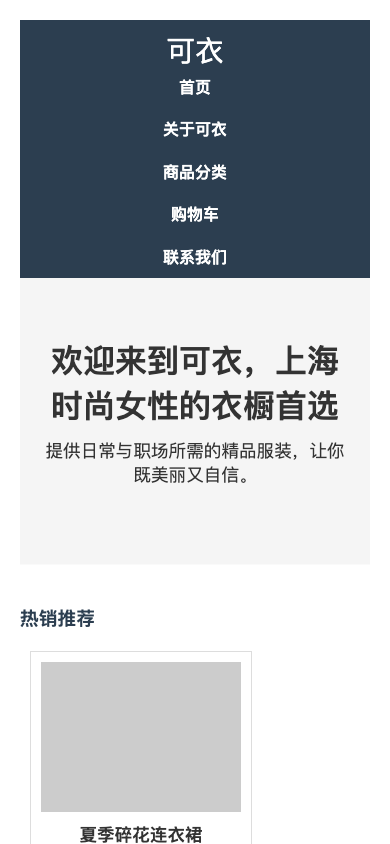 可衣
首页
关于可衣
商品分类
购物车
联系我们
欢迎来到可衣，上海
时尚女性的衣橱首选
提供日常与职场所需的精品服装，让你
既美丽又自信。
热销推荐
夏季碎花连衣裙